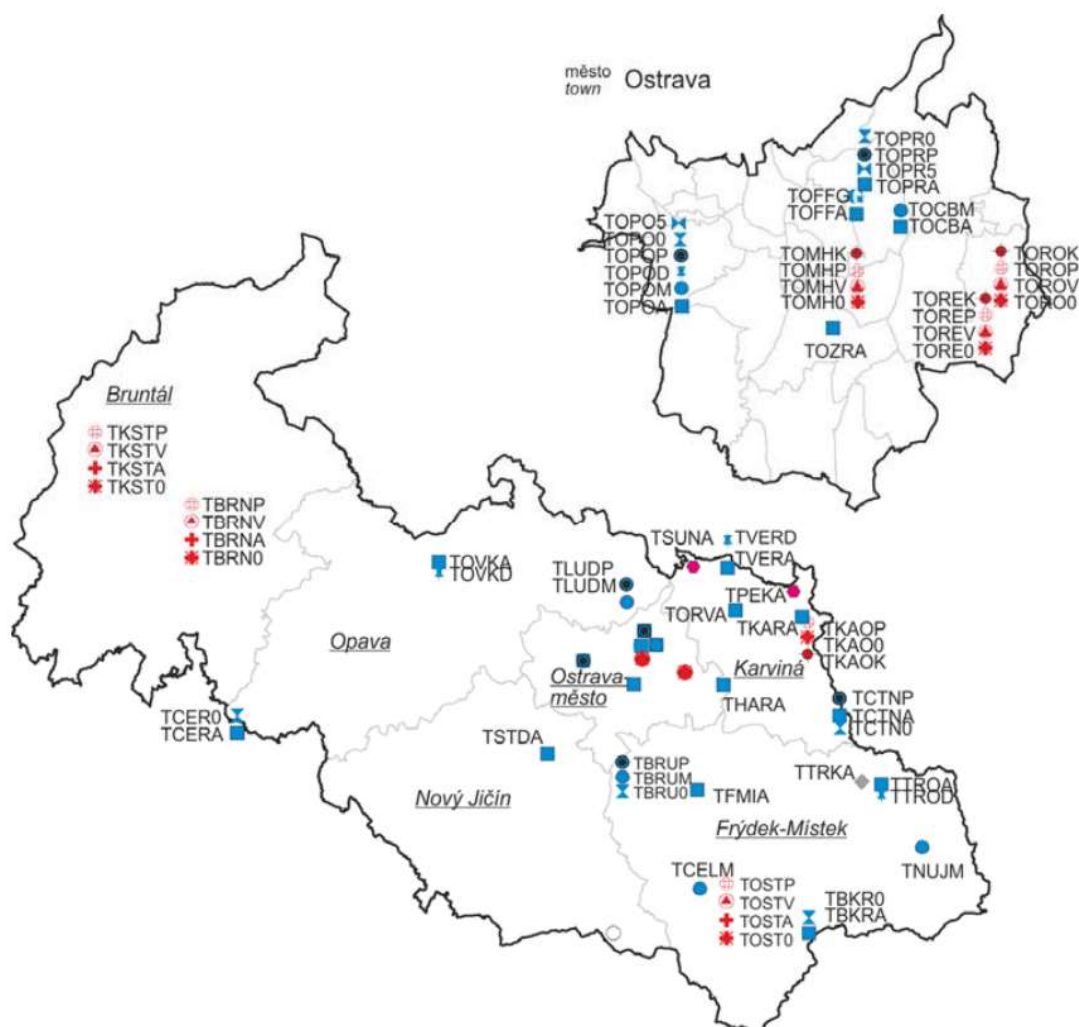 město
town
Ostrava
TOPR0
TOPRP
TOPR5
TOPRA
TOFFG
TOFFA
TOCBM
TOCBA
TOPO5
TOPO0
TOPOP
TOPOD
TOPOM
TOPOA
TOMHK
TOMHP
TOMHV
TOMH0
TOROK
TOROP
TOROV
TORO0
TOREK
TOREP
TOREV
TORE0
TOZRA
Bruntál
TKSTP
TKSTV
TKSTA
TKST0
TBRNP
TBRNV
TBRNA
TBRN0
TSUNA
TVERD
TVERA
TOVKA
TOVKD
TLUDP
TLUDM
TPEKA
TORVA
TKARA
TKAOP
TKAO0
TKAOK
Opava
Ostrava-
město
Karviná
THARA
TCTNP
TCTNA
TCTN0
TCER0
TCERA
TSTDA
TBRUP
TBRUM
TBRU0
TFMIA
TTRKA
TTROA
TTROD
Nový Jičín
Frýdek-Místek
TNUJM
TCELM
TOSTP
TOSTV
TOSTA
TOST0
TBKR0
TBKRA